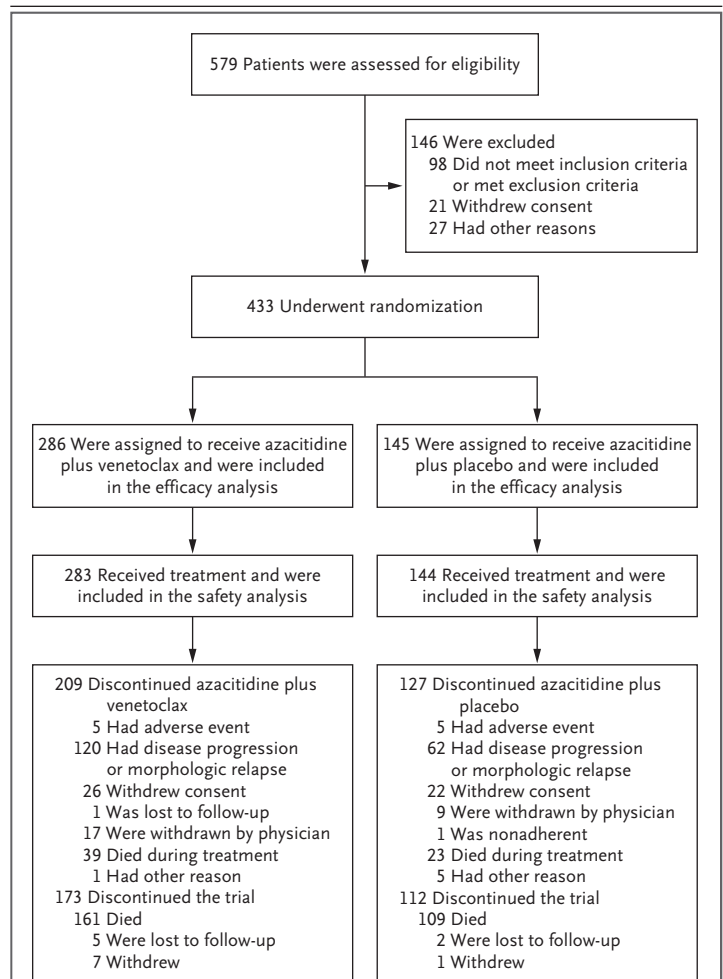 579 Patients were assessed for eligibility
146 Were excluded
98 Did not meet inclusion criteria
or met exclusion criteria
21 Withdrew consent
27 Had other reasons
433 Underwent randomization
286 Were assigned to receive azacitidine
plus venetoclax and were included
in the efficacy analysis
145 Were assigned to receive azacitidine
plus placebo and were included
in the efficacy analysis
283 Received treatment and were
included in the safety analysis
144 Received treatment and were
included in the safety analysis
209 Discontinued azacitidine plus
venetoclax
5 Had adverse event
120 Had disease progression
or morphologic relapse
26 Withdrew consent
1 Was lost to follow-up
17 Were withdrawn by physician
39 Died during treatment
1 Had other reason
173 Discontinued the trial
161 Died
5 Were lost to follow-up
7 Withdrew
127 Discontinued azacitidine plus
placebo
5 Had adverse event
62 Had disease progression
or morphologic relapse
22 Withdrew consent
9 Were withdrawn by physician
1 Was nonadherent
23 Died during treatment
5 Had other reason
112 Discontinued the trial
109 Died
2 Were lost to follow-up
1 Withdrew